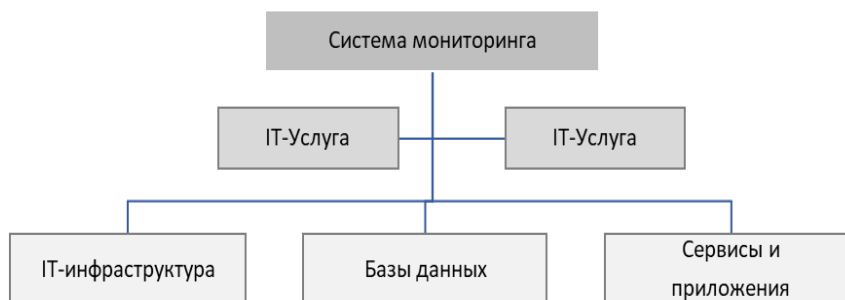 Система мониторинга
IT-Услуга
IT-Услуга
IT-инфраструктура
Базы данных
Сервисы и
приложения